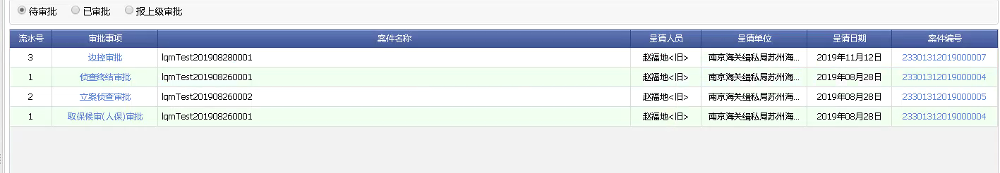 待审批 已审批 报上级审批
流水号 审批事项 案件名称 呈请人员 呈请单位 呈请日期 案件编号
3 边控审批 lqmTest201908280001 赵福地<旧> 南京海关缉私局苏州海... 2019年11月12日 23301312019000007
1 侦查终结审批 lqmTest201908260001 赵福地<旧> 南京海关缉私局苏州海... 2019年08月28日 23301312019000004
2 立案侦查审批 lqmTest201908260002 赵福地<旧> 南京海关缉私局苏州海... 2019年08月28日 23301312019000005
1 取保候审(人保)审批 lqmTest201908260001 赵福地<旧> 南京海关缉私局苏州海... 2019年08月28日 23301312019000004